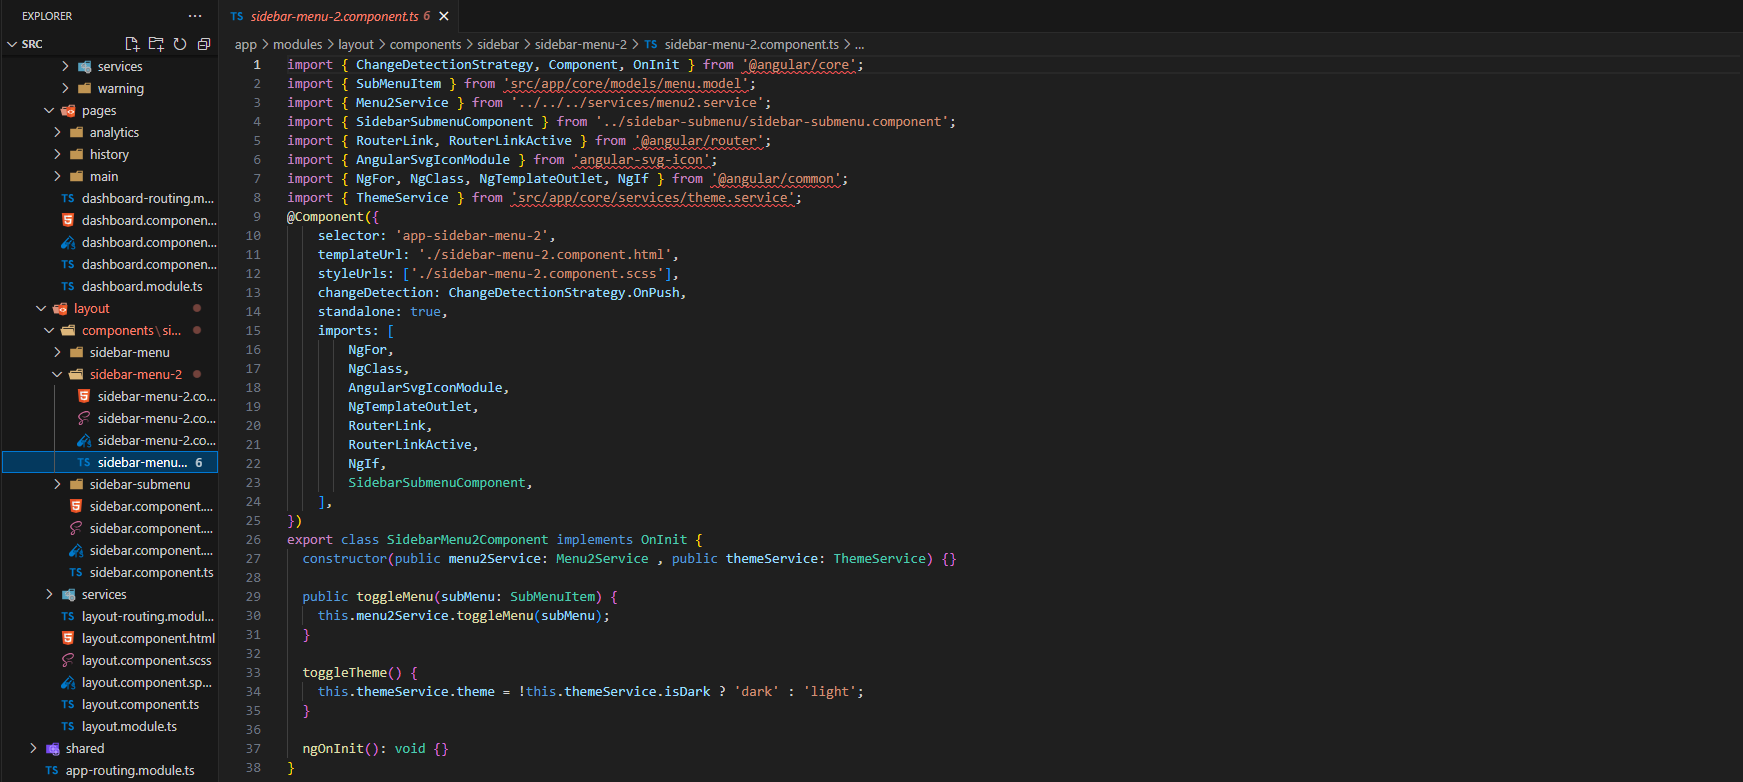 EXPLORER
SRC
services
warning
pages
analytics
history
main
TS dashboard-routing.m...
dashboard.componen...
dashboard.componen...
TS dashboard.componen...
TS dashboard.module.ts
layout
components\si...
sidebar-menu
sidebar-menu-2
sidebar-menu-2.co...
sidebar-menu-2.co...
sidebar-menu-2.co...
TS sidebar-menu... 6
sidebar-submenu
sidebar.component....
sidebar.component....
sidebar.component....
TS sidebar.component.ts
services
TS layout-routing.modul...
layout.component.html
layout.component.scss
layout.component.sp...
TS layout.component.ts
TS layout.module.ts
shared
TS app-routing.module.ts
TS sidebar-menu-2.component.ts 6
app > modules > layout > components > sidebar > sidebar-menu-2 > TS sidebar-menu-2.component.ts > ...
1 import { ChangeDetectionStrategy, Component, OnInit } from '@angular/core';
2 import { SubMenuItem } from 'src/app/core/models/menu.model';
3 import { Menu2Service } from '../../../services/menu2.service';
4 import { SidebarSubmenuComponent } from '../sidebar-submenu/sidebar-submenu.component';
5 import { RouterLink, RouterLinkActive } from '@angular/router';
6 import { AngularSvgIconModule } from 'angular-svg-icon';
7 import { NgFor, NgClass, NgTemplateOutlet, NgIf } from '@angular/common';
8 import { ThemeService } from 'src/app/core/services/theme.service';
9 @Component({
10 selector: 'app-sidebar-menu-2',
11 templateUrl: './sidebar-menu-2.component.html',
12 styleUrls: ['./sidebar-menu-2.component.scss'],
13 changeDetection: ChangeDetectionStrategy.OnPush,
14 standalone: true,
15 imports: [
16 NgFor,
17 NgClass,
18 AngularSvgIconModule,
19 NgTemplateOutlet,
20 RouterLink,
21 RouterLinkActive,
22 NgIf,
23 SidebarSubmenuComponent,
24 ],
25 })
26 export class SidebarMenu2Component implements OnInit {
27 constructor(public menu2Service: Menu2Service , public themeService: ThemeService) {}
28
29 public toggleMenu(subMenu: SubMenuItem) {
30 this.menu2Service.toggleMenu(subMenu);
31 }
32
33 toggleTheme() {
34 this.themeService.theme = !this.themeService.isDark ? 'dark' : 'light';
35 }
36
37 ngOnInit(): void {}
38 }